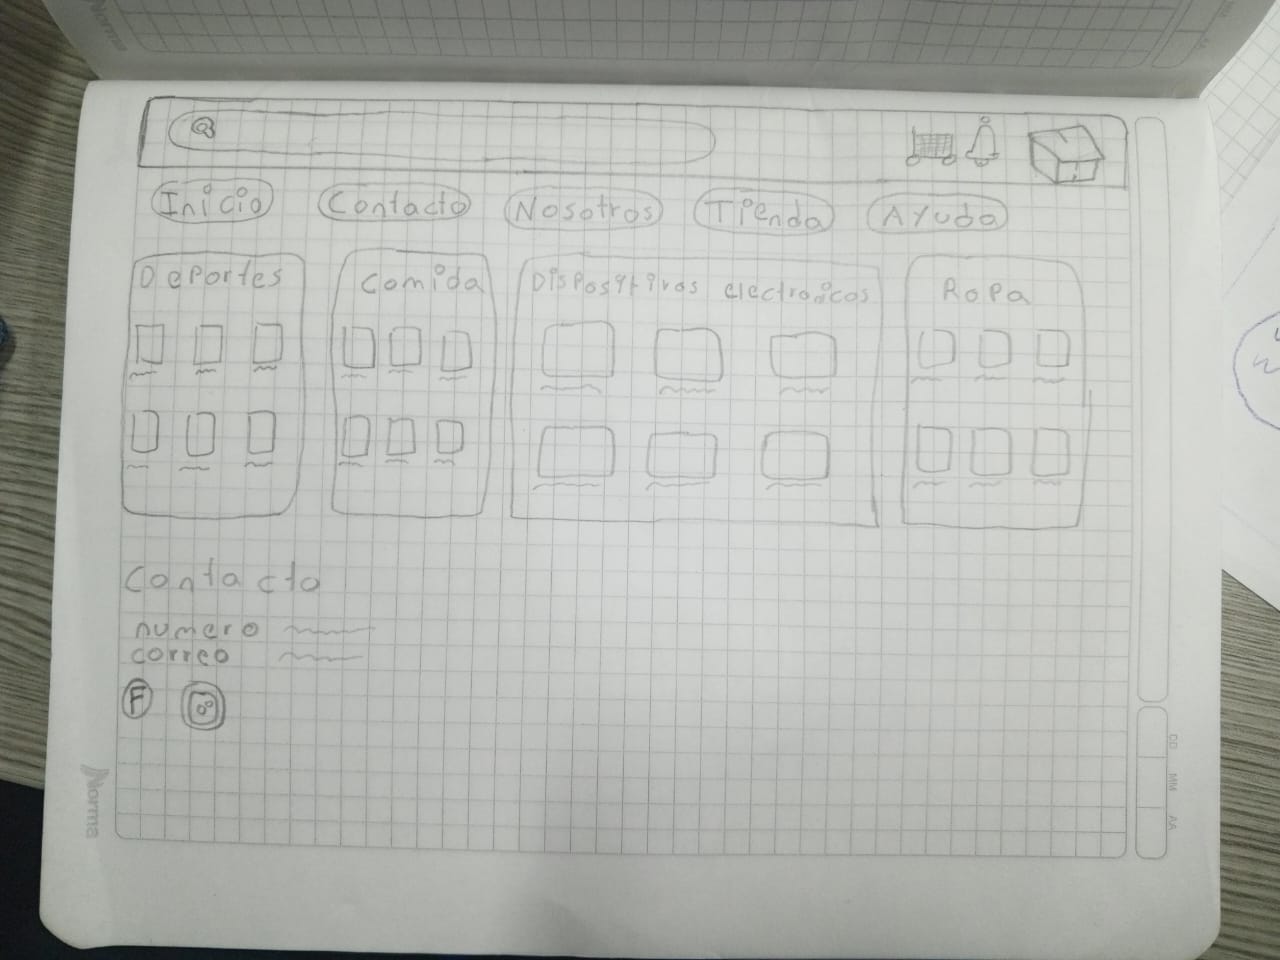 Inicio Contacto Nosotros Tienda Ayuda
Deportes Comida Dispositivos electronicos Ropa
Contacto
numero
correo
F
Norma
DD MM AA